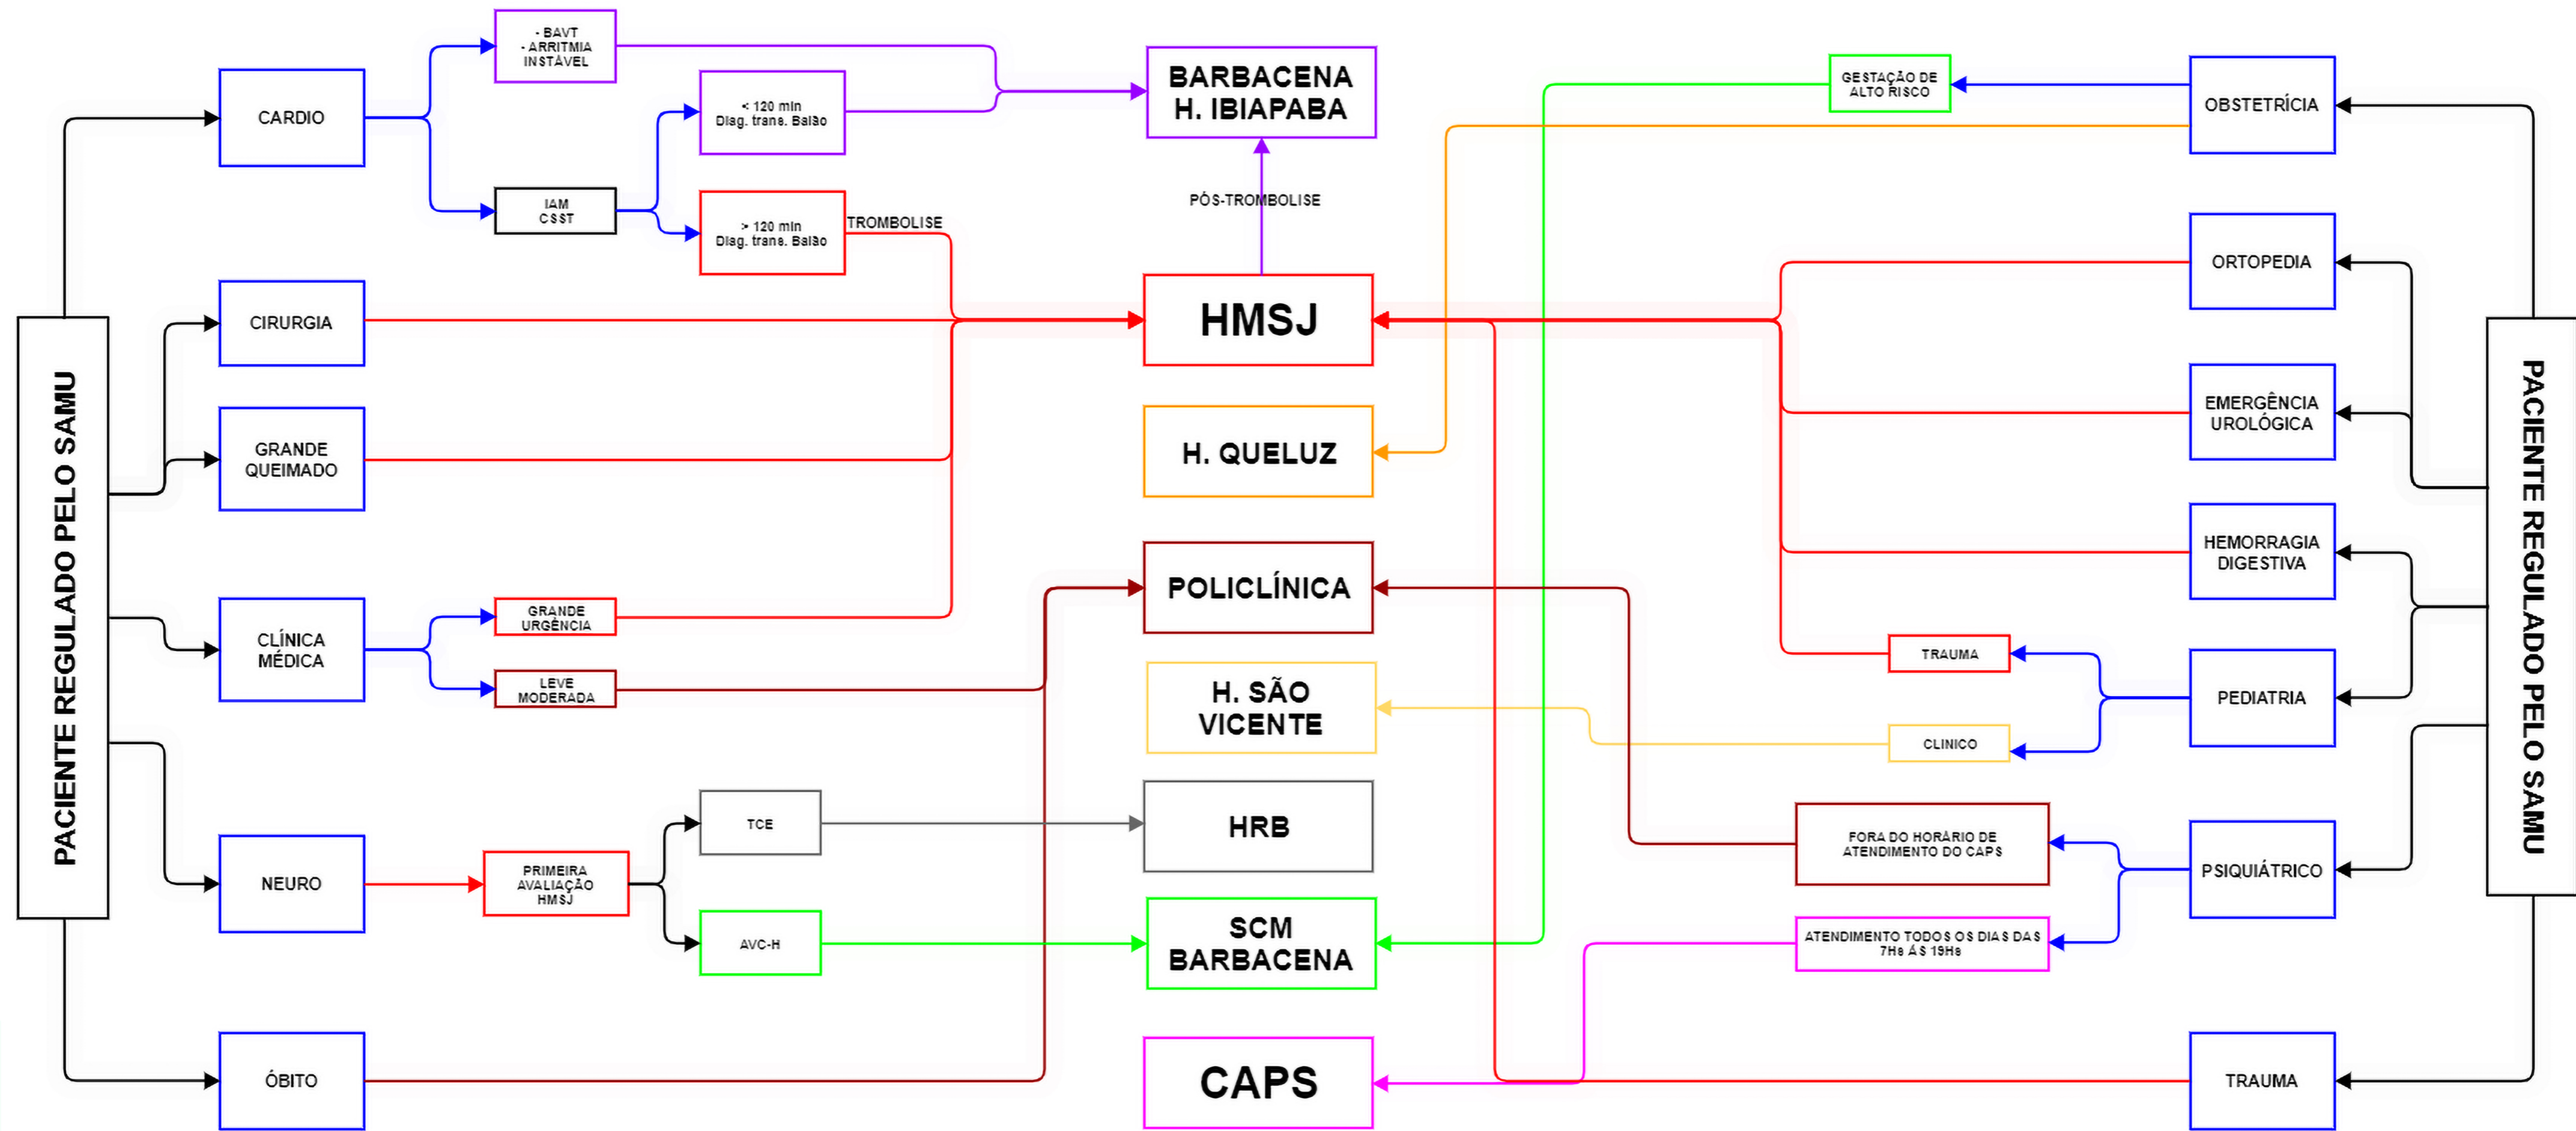 PACIENTE REGULADO PELO SAMU
CARDIO
- BAVT
- ARRITMIA
INSTÁVEL
< 120 min
Diag. trans. Balão
IAM
CSST
> 120 min
Diag. trans. Balão
TROMBOLISE
CIRURGIA
GRANDE
QUEIMADO
CLÍNICA
MÉDICA
GRANDE
URGÊNCIA
LEVE
MODERADA
NEURO
PRIMEIRA
AVALIAÇÃO
HMSJ
TCE
AVC-H
ÓBITO
BARBACENA
H. IBIAPABA
PÓS-TROMBOLISE
HMSJ
H. QUELUZ
POLICLÍNICA
H. SÃO
VICENTE
HRB
SCM
BARBACENA
CAPS
GESTAÇÃO DE
ALTO RISCO
OBSTETRÍCIA
ORTOPEDIA
EMERGÊNCIA
UROLÓGICA
HEMORRAGIA
DIGESTIVA
TRAUMA
CLINICO
PEDIATRIA
FORA DO HORÁRIO DE
ATENDIMENTO DO CAPS
PSIQUIÁTRICO
ATENDIMENTO TODOS OS DIAS DAS
7Hs ÁS 19Hs
TRAUMA
PACIENTE REGULADO PELO SAMU